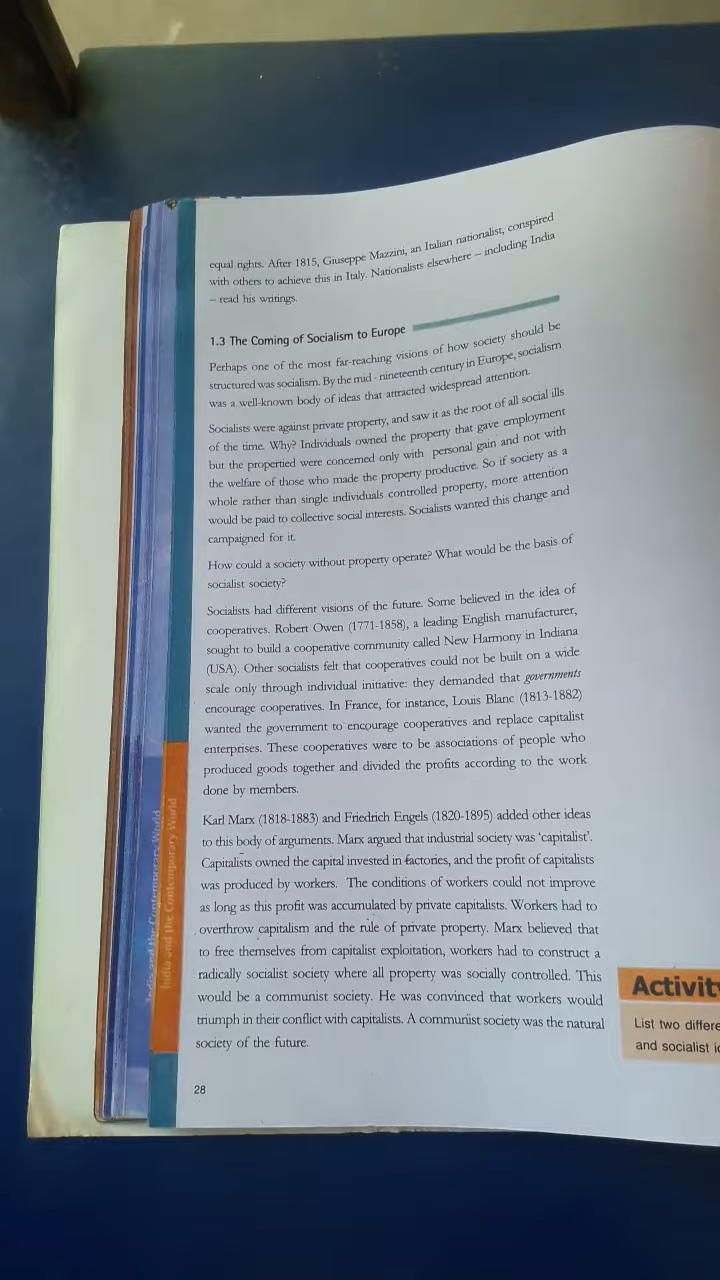 equal rights. After 1815, Giuseppe Mazzini, an Italian nationalist, conspired
with others to achieve this in Italy. Nationalists elsewhere – including India
– read his writings.
1.3 The Coming of Socialism to Europe
Perhaps one of the most far-reaching visions of how society should be
structured was socialism. By the mid - nineteenth century in Europe, socialism
was a well-known body of ideas that attracted widespread attention.
Socialists were against private property, and saw it as the root of all social ills
of the time. Why? Individuals owned the property that gave employment
but the propertied were concerned only with personal gain and not with
the welfare of those who made the property productive. So if society as a
whole rather than single individuals controlled property, more attention
would be paid to collective social interests. Socialists wanted this change and
campaigned for it.
How could a society without property operate? What would be the basis of
socialist society?
Socialists had different visions of the future. Some believed in the idea of
cooperatives. Robert Owen (1771-1858), a leading English manufacturer,
sought to build a cooperative community called New Harmony in Indiana
(USA). Other socialists felt that cooperatives could not be built on a wide
scale only through individual initiative: they demanded that governments
encourage cooperatives. In France, for instance, Louis Blanc (1813-1882)
wanted the government to encourage cooperatives and replace capitalist
enterprises. These cooperatives were to be associations of people who
produced goods together and divided the profits according to the work
done by members.
Karl Marx (1818-1883) and Friedrich Engels (1820-1895) added other ideas
to this body of arguments. Marx argued that industrial society was ‘capitalist’.
Capitalists owned the capital invested in factories, and the profit of capitalists
was produced by workers. The conditions of workers could not improve
as long as this profit was accumulated by private capitalists. Workers had to
overthrow capitalism and the rule of private property. Marx believed that
to free themselves from capitalist exploitation, workers had to construct a
radically socialist society where all property was socially controlled. This
would be a communist society. He was convinced that workers would
triumph in their conflict with capitalists. A communist society was the natural
society of the future.
28
India and the Contemporary World
India and the Contemporary World
Activit
List two differe
and socialist i